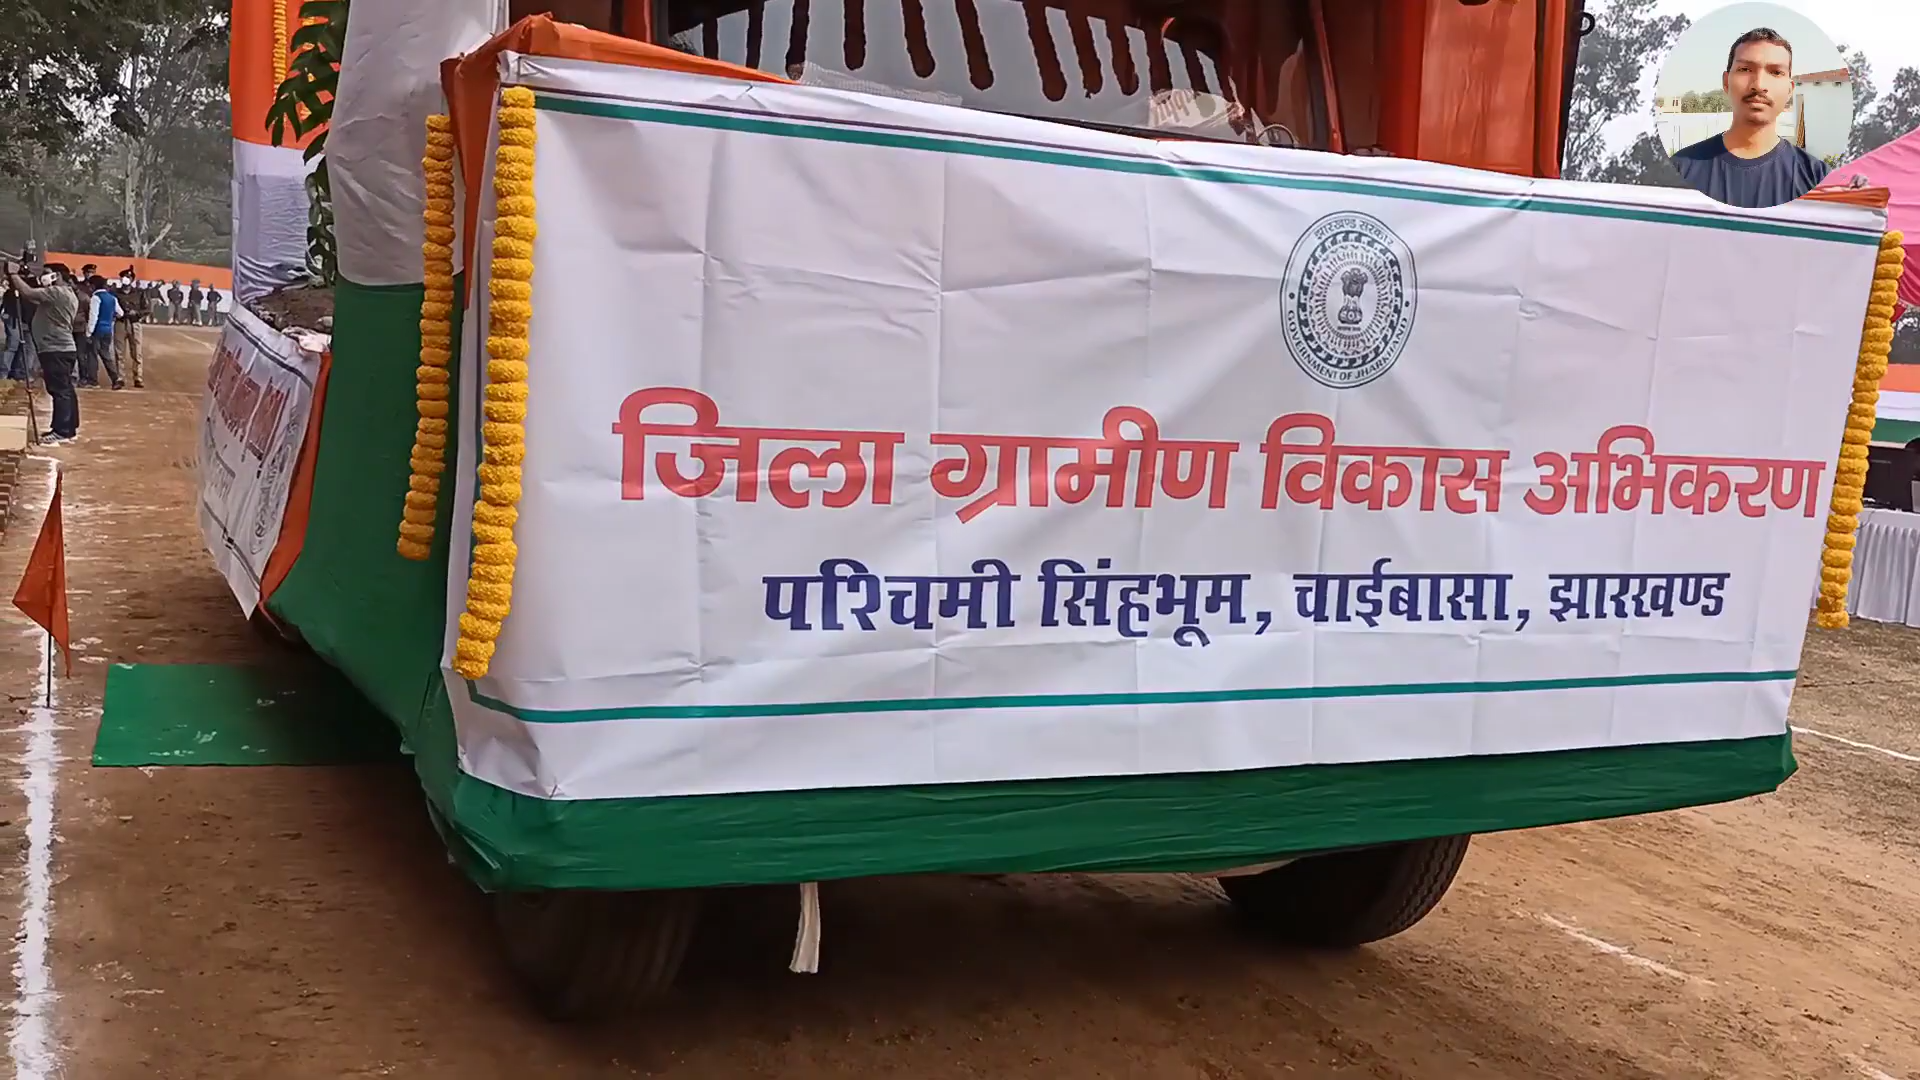 झारखण्ड सरकार
GOVERNMENT OF JHARKHAND
जिला ग्रामीण विकास अभिकरण
पश्चिमी सिंहभूम, चाईबासा, झारखण्ड